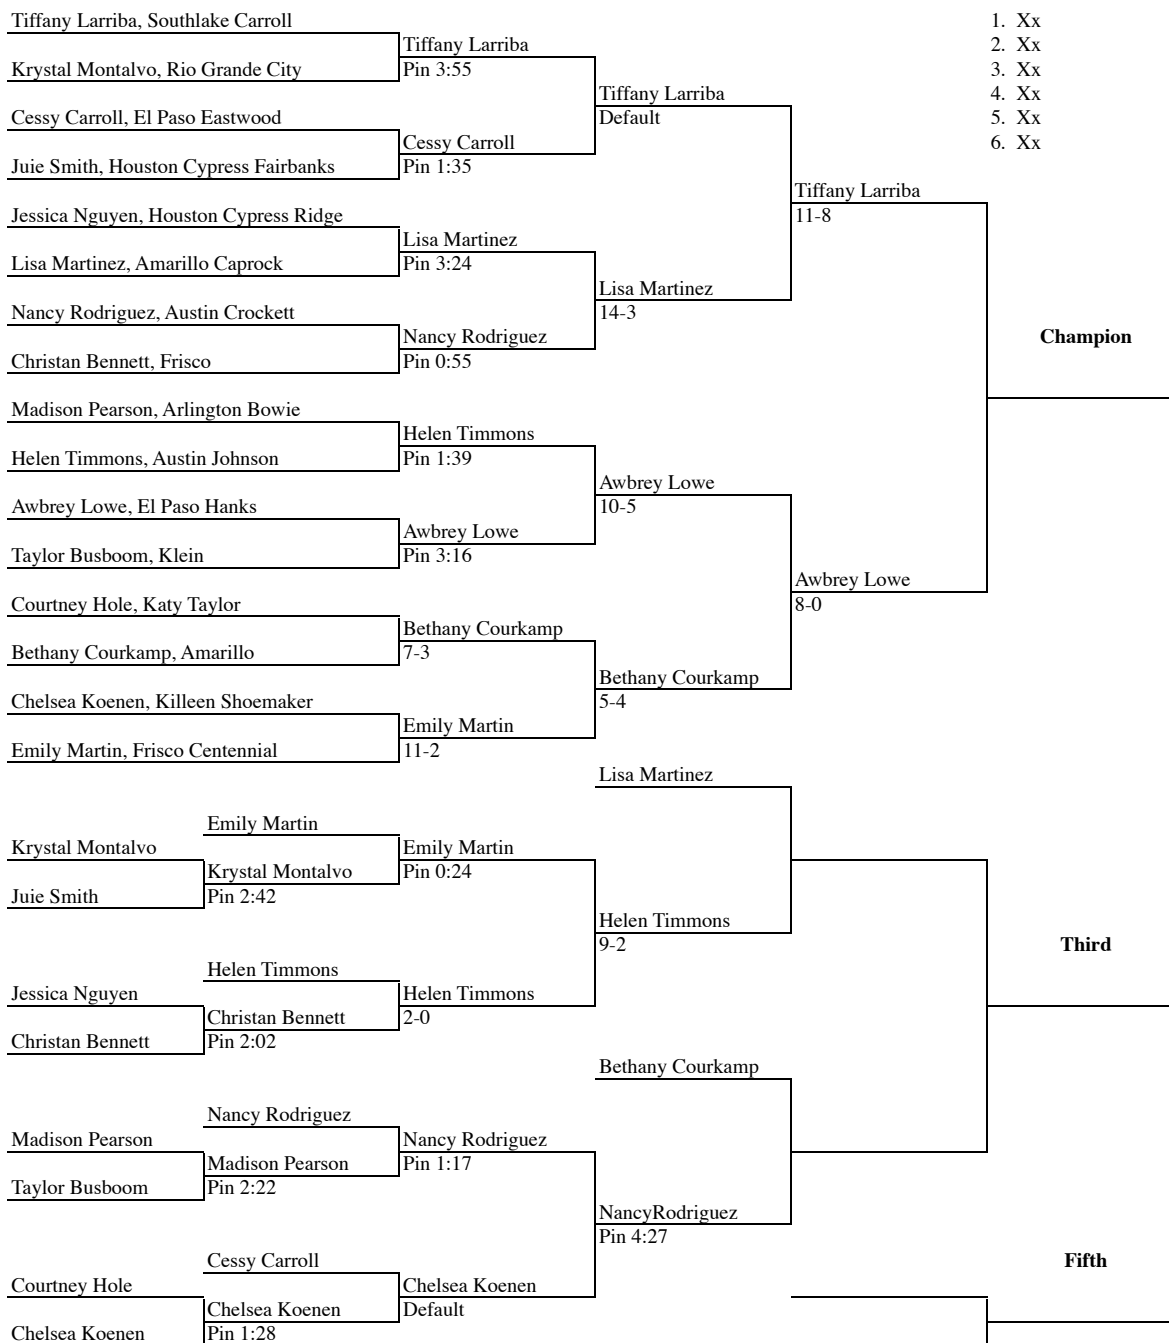 Tiffany Larriba, Southlake Carroll
1. Xx
Tiffany Larriba
2. Xx
Krystal Montalvo, Rio Grande City
Pin 3:55
3. Xx
Tiffany Larriba
4. Xx
Cessy Carroll, El Paso Eastwood
Default
5. Xx
Cessy Carroll
6. Xx
Juie Smith, Houston Cypress Fairbanks
Pin 1:35
Tiffany Larriba
Jessica Nguyen, Houston Cypress Ridge
11-8
Lisa Martinez
Lisa Martinez, Amarillo Caprock
Pin 3:24
Lisa Martinez
Nancy Rodriguez, Austin Crockett
14-3
Nancy Rodriguez
Champion
Christan Bennett, Frisco
Pin 0:55
Madison Pearson, Arlington Bowie
Helen Timmons
Helen Timmons, Austin Johnson
Pin 1:39
Awbrey Lowe
Awbrey Lowe, El Paso Hanks
10-5
Awbrey Lowe
Taylor Busboom, Klein
Pin 3:16
Awbrey Lowe
Courtney Hole, Katy Taylor
8-0
Bethany Courkamp
Bethany Courkamp, Amarillo
7-3
Bethany Courkamp
Chelsea Koenen, Killeen Shoemaker
5-4
Emily Martin
Emily Martin, Frisco Centennial
11-2
Lisa Martinez
Emily Martin
Krystal Montalvo
Emily Martin
Krystal Montalvo
Pin 0:24
Juie Smith
Pin 2:42
Helen Timmons
9-2
Third
Helen Timmons
Jessica Nguyen
Helen Timmons
Christan Bennett
2-0
Christan Bennett
Pin 2:02
Bethany Courkamp
Nancy Rodriguez
Madison Pearson
Nancy Rodriguez
Madison Pearson
Pin 1:17
Taylor Busboom
Pin 2:22
NancyRodriguez
Pin 4:27
Cessy Carroll
Fifth
Courtney Hole
Chelsea Koenen
Chelsea Koenen
Default
Chelsea Koenen
Pin 1:28